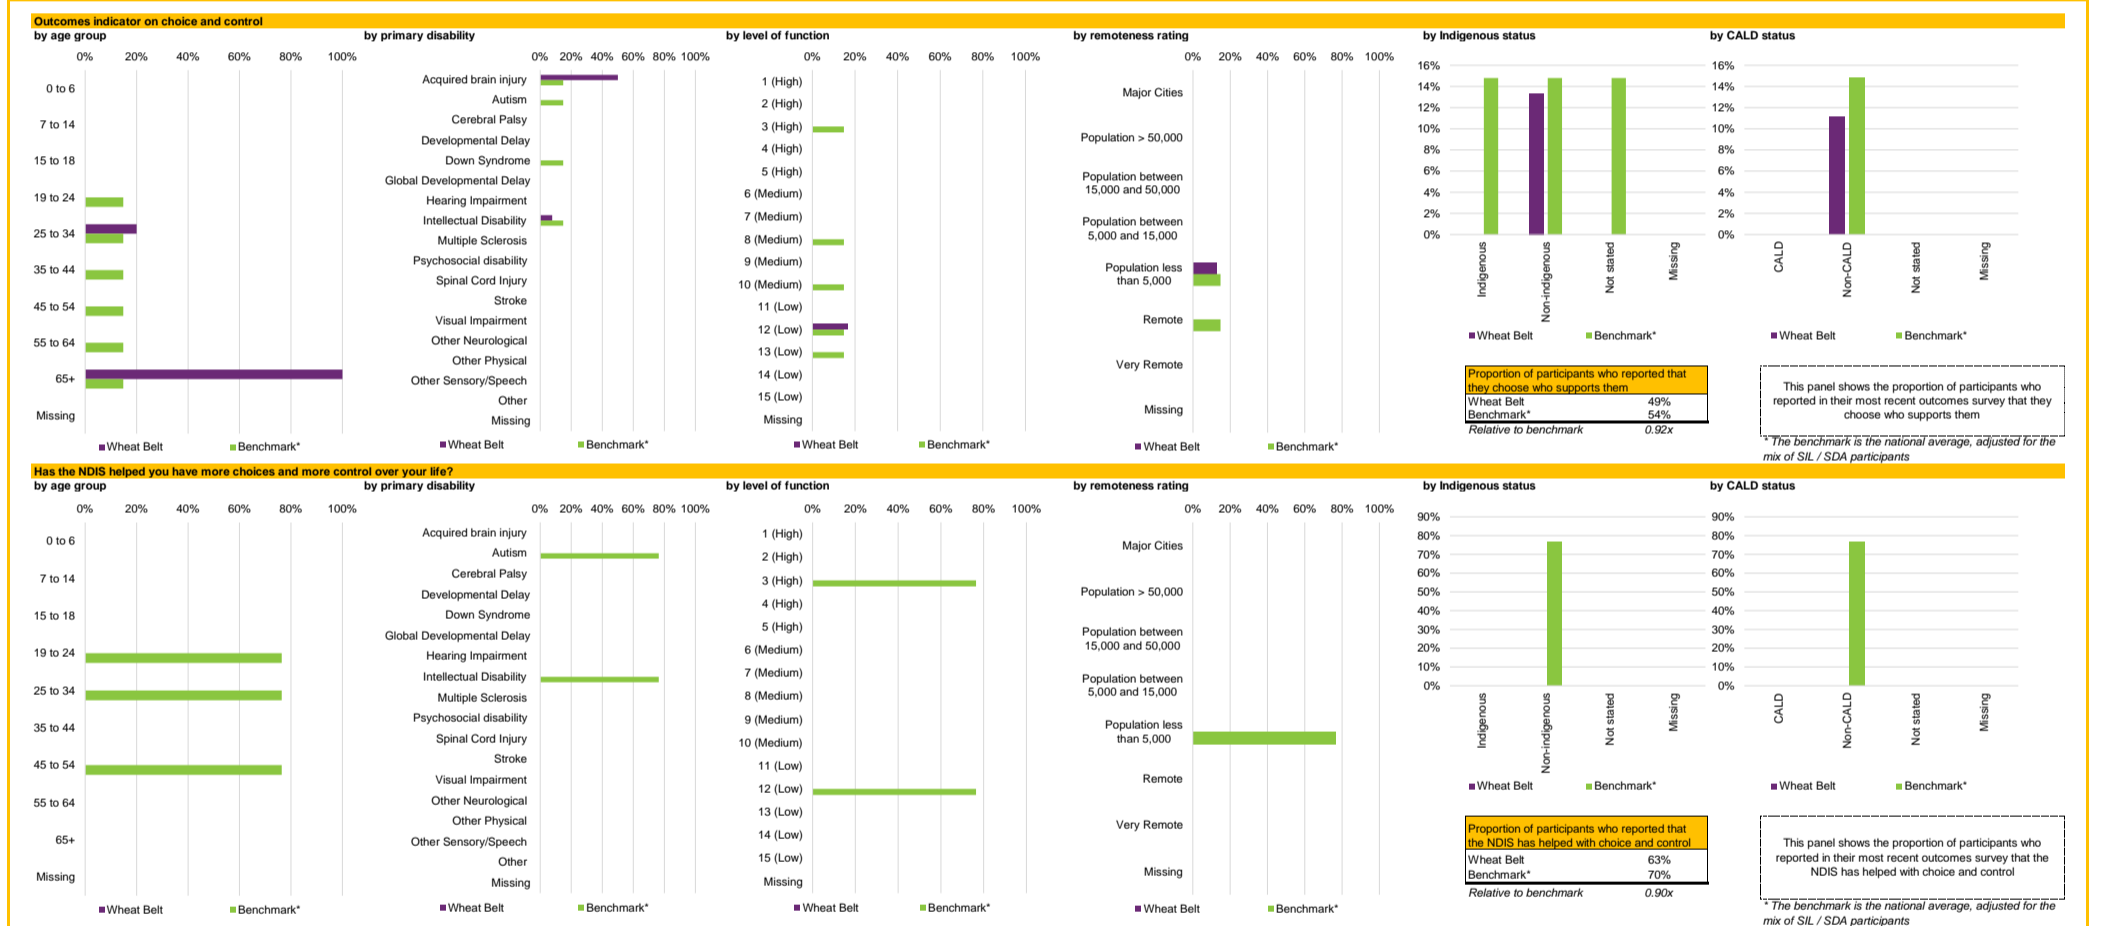 Outcomes indicator on choice and control
by age group
0% 20% 40% 60% 80% 100%
0 to 6
7 to 14
15 to 18
19 to 24
25 to 34
35 to 44
45 to 54
55 to 64
65+
Missing
Wheat Belt Benchmark*
by primary disability
0% 20% 40% 60% 80% 100%
Acquired brain injury
Autism
Cerebral Palsy
Developmental Delay
Down Syndrome
Global Developmental Delay
Hearing Impairment
Intellectual Disability
Multiple Sclerosis
Psychosocial disability
Spinal Cord Injury
Stroke
Visual Impairment
Other Neurological
Other Physical
Other Sensory/Speech
Other
Missing
Wheat Belt Benchmark*
by level of function
0% 20% 40% 60% 80% 100%
1 (High)
2 (High)
3 (High)
4 (High)
5 (High)
6 (Medium)
7 (Medium)
8 (Medium)
9 (Medium)
10 (Medium)
11 (Low)
12 (Low)
13 (Low)
14 (Low)
15 (Low)
Missing
Wheat Belt Benchmark*
by remoteness rating
0% 20% 40% 60% 80% 100%
Major Cities
Population > 50,000
Population between
15,000 and 50,000
Population between
5,000 and 15,000
Population less
than 5,000
Remote
Very Remote
Missing
Wheat Belt Benchmark*
by Indigenous status
16%
14%
12%
10%
8%
6%
4%
2%
0%
Indigenous
Non-indigenous
Not stated
Missing
Wheat Belt Benchmark*
by CALD status
16%
14%
12%
10%
8%
6%
4%
2%
0%
CALD
Non-CALD
Not stated
Missing
Wheat Belt Benchmark*
Proportion of participants who reported that
they choose who supports them
Wheat Belt 49%
Benchmark* 54%
Relative to benchmark 0.92x
This panel shows the proportion of participants who
reported in their most recent outcomes survey that they
choose who supports them
* The benchmark is the national average, adjusted for the
mix of SIL / SDA participants
Has the NDIS helped you have more choices and more control over your life?
by age group
0% 20% 40% 60% 80% 100%
0 to 6
7 to 14
15 to 18
19 to 24
25 to 34
35 to 44
45 to 54
55 to 64
65+
Missing
Wheat Belt Benchmark*
by primary disability
0% 20% 40% 60% 80% 100%
Acquired brain injury
Autism
Cerebral Palsy
Developmental Delay
Down Syndrome
Global Developmental Delay
Hearing Impairment
Intellectual Disability
Multiple Sclerosis
Psychosocial disability
Spinal Cord Injury
Stroke
Visual Impairment
Other Neurological
Other Physical
Other Sensory/Speech
Other
Missing
Wheat Belt Benchmark*
by level of function
0% 20% 40% 60% 80% 100%
1 (High)
2 (High)
3 (High)
4 (High)
5 (High)
6 (Medium)
7 (Medium)
8 (Medium)
9 (Medium)
10 (Medium)
11 (Low)
12 (Low)
13 (Low)
14 (Low)
15 (Low)
Missing
Wheat Belt Benchmark*
by remoteness rating
0% 20% 40% 60% 80% 100%
Major Cities
Population > 50,000
Population between
15,000 and 50,000
Population between
5,000 and 15,000
Population less
than 5,000
Remote
Very Remote
Missing
Wheat Belt Benchmark*
by Indigenous status
90%
80%
70%
60%
50%
40%
30%
20%
10%
0%
Indigenous
Non-indigenous
Not stated
Missing
Wheat Belt Benchmark*
by CALD status
90%
80%
70%
60%
50%
40%
30%
20%
10%
0%
CALD
Non-CALD
Not stated
Missing
Wheat Belt Benchmark*
Proportion of participants who reported that
the NDIS has helped with choice and control
Wheat Belt 63%
Benchmark* 70%
Relative to benchmark 0.90x
This panel shows the proportion of participants who
reported in their most recent outcomes survey that the
NDIS has helped with choice and control
* The benchmark is the national average, adjusted for the
mix of SIL / SDA participants